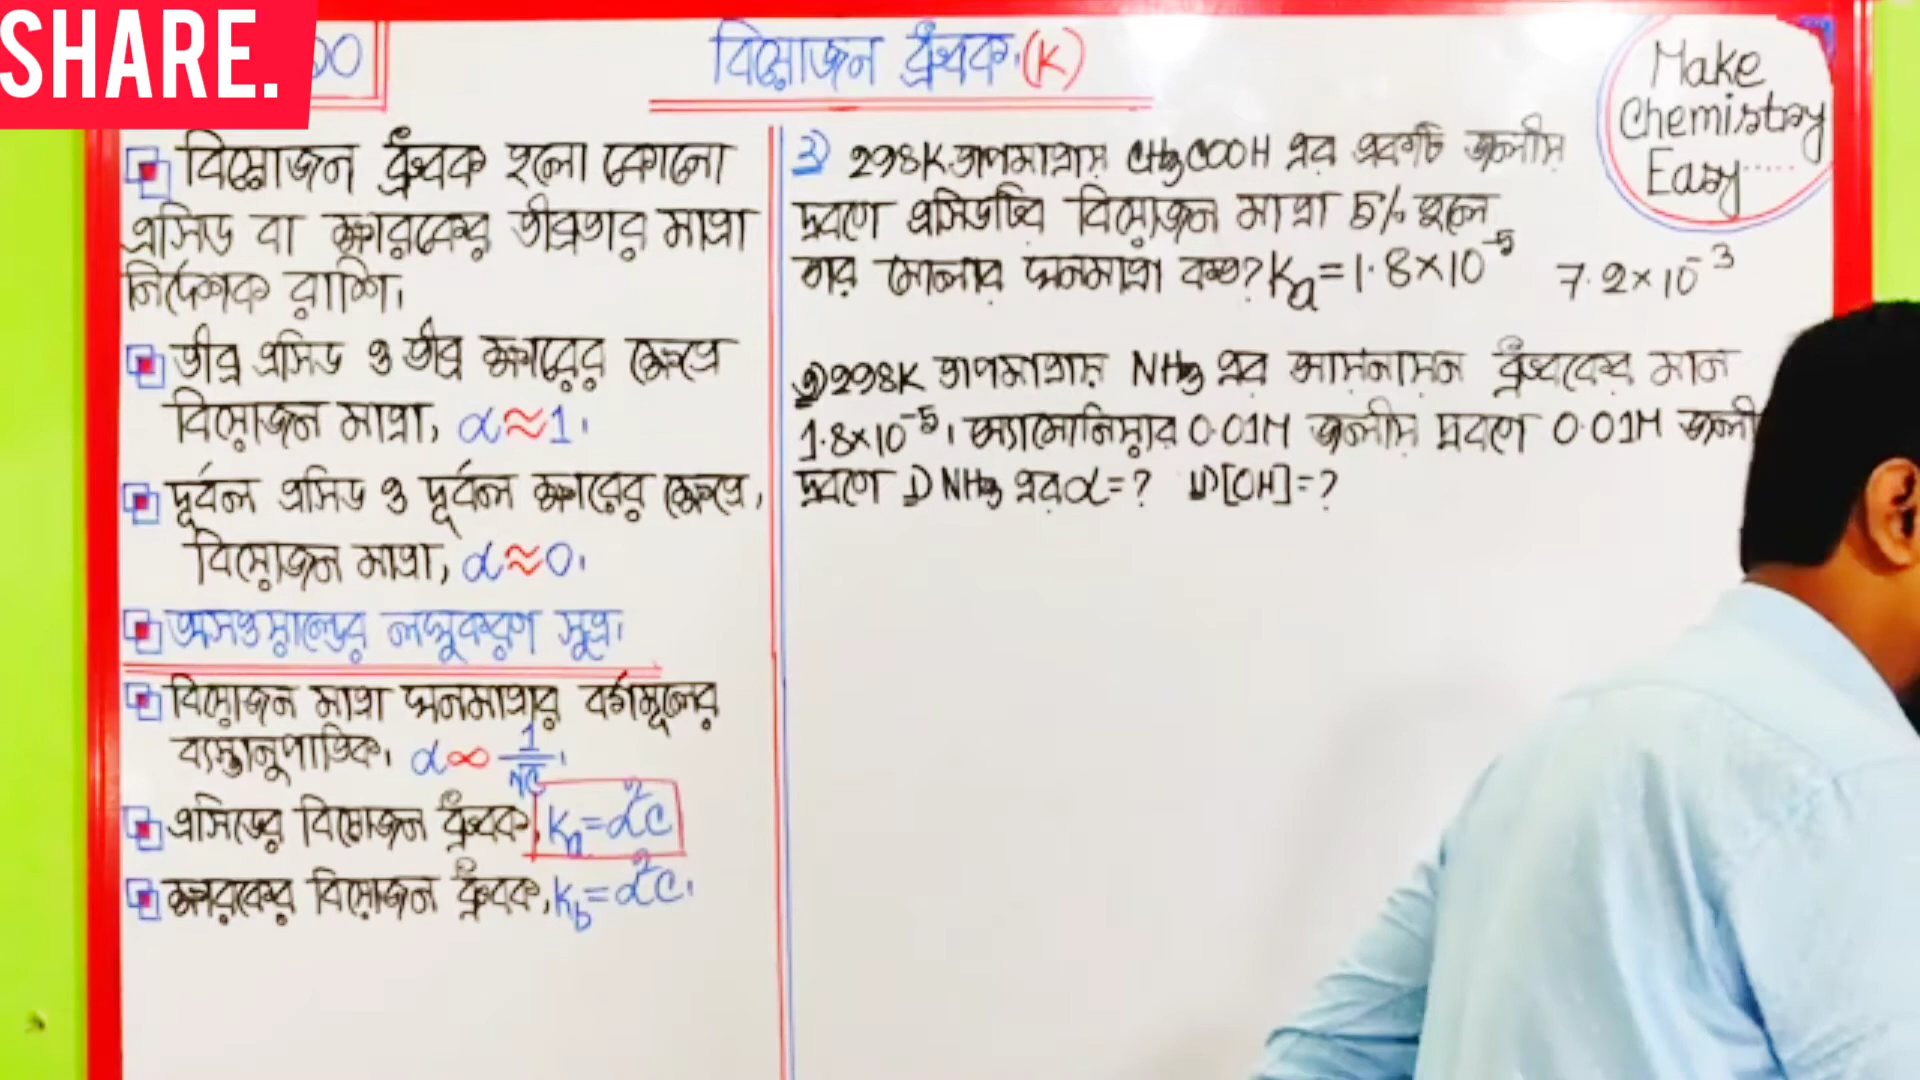 SHARE.
বিয়োজন ধ্রুবক (K)
Make
Chemistry
Easy.....
বিয়োজন ধ্রুবক হলো কোনো
এসিড বা ক্ষারকের তীব্রতার মাত্রা
নির্দেশক রাশি।
তীব্র এসিড ও তীব্র ক্ষারের ক্ষেত্রে
বিয়োজন মাত্রা, α≈1.
দূর্বল এসিড ও দূর্বল ক্ষারের ক্ষেত্রে,
বিয়োজন মাত্রা, α≈0.
অসওয়াল্ডের লঘুকরণ সূত্র।
বিয়োজন মাত্রা ঘনমাত্রার বর্গমূলের
ব্যস্তানুপাতিক। α∞ 1/√C.
এসিডের বিয়োজন ধ্রুবক, Ka=α²C
ক্ষারকের বিয়োজন ধ্রুবক, Kb=α²C.
298K তাপমাত্রায় CH3COOH এর একটি জলীয়
দ্রবণে এসিডটির বিয়োজন মাত্রা 5% হলে
তার মোলার ঘনমাত্রা কত? Ka=1.8×10⁻⁵ 7.2×10⁻³
298K তাপমাত্রায় NH3 এর আয়নায়ন ধ্রুবকের মান
1.8×10⁻⁵। অ্যামোনিয়ার 0.01M জলীয় দ্রবণে 0.01M জলী
দ্রবণে i) NH3 এর α=? ii) [OH]=?